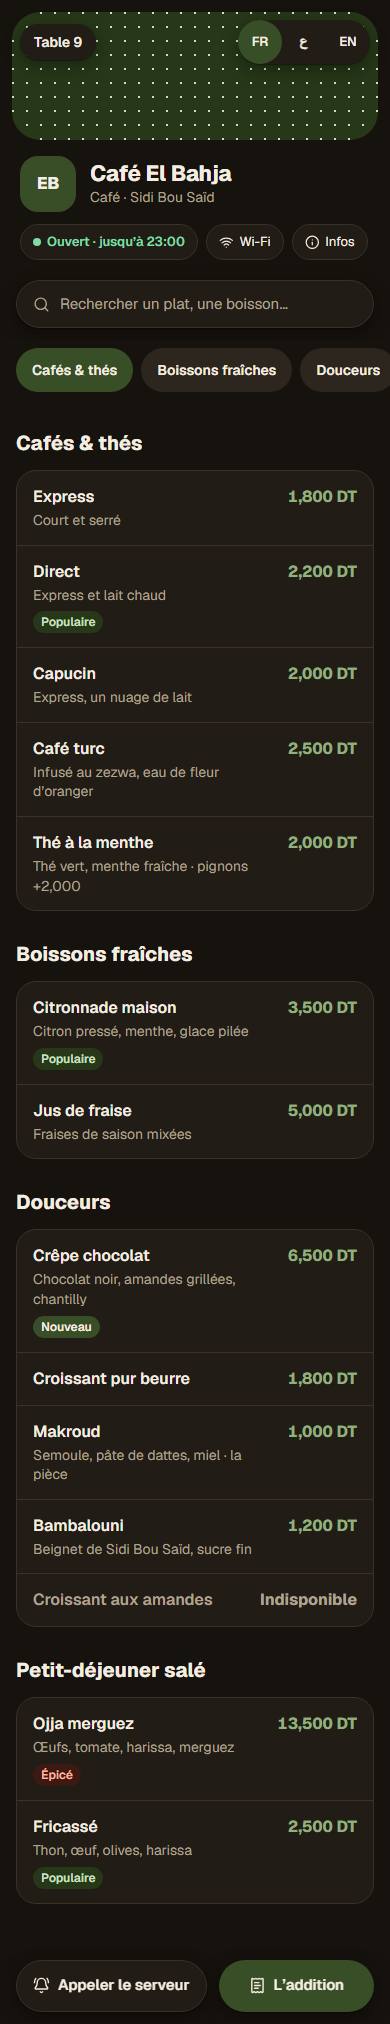 Table 9
FR
ع
EN
EB
Café El Bahja
Café · Sidi Bou Saïd
Ouvert · jusqu'à 23:00
Wi-Fi
Infos
Rechercher un plat, une boisson...
Cafés & thés
Boissons fraîches
Douceurs
Cafés & thés
Express 1,800 DT
Court et serré
Direct 2,200 DT
Express et lait chaud
Populaire
Capucin 2,000 DT
Express, un nuage de lait
Café turc 2,500 DT
Infusé au zezwa, eau de fleur
d'oranger
Thé à la menthe 2,000 DT
Thé vert, menthe fraîche · pignons
+2,000
Boissons fraîches
Citronnade maison 3,500 DT
Citron pressé, menthe, glace pilée
Populaire
Jus de fraise 5,000 DT
Fraises de saison mixées
Douceurs
Crêpe chocolat 6,500 DT
Chocolat noir, amandes grillées,
chantilly
Nouveau
Croissant pur beurre 1,800 DT
Makroud 1,000 DT
Semoule, pâte de dattes, miel · la
pièce
Bambalouni 1,200 DT
Beignet de Sidi Bou Saïd, sucre fin
Croissant aux amandes Indisponible
Petit-déjeuner salé
Ojja merguez 13,500 DT
Œufs, tomate, harissa, merguez
Épicé
Fricassé 2,500 DT
Thon, œuf, olives, harissa
Populaire
Appeler le serveur
L'addition